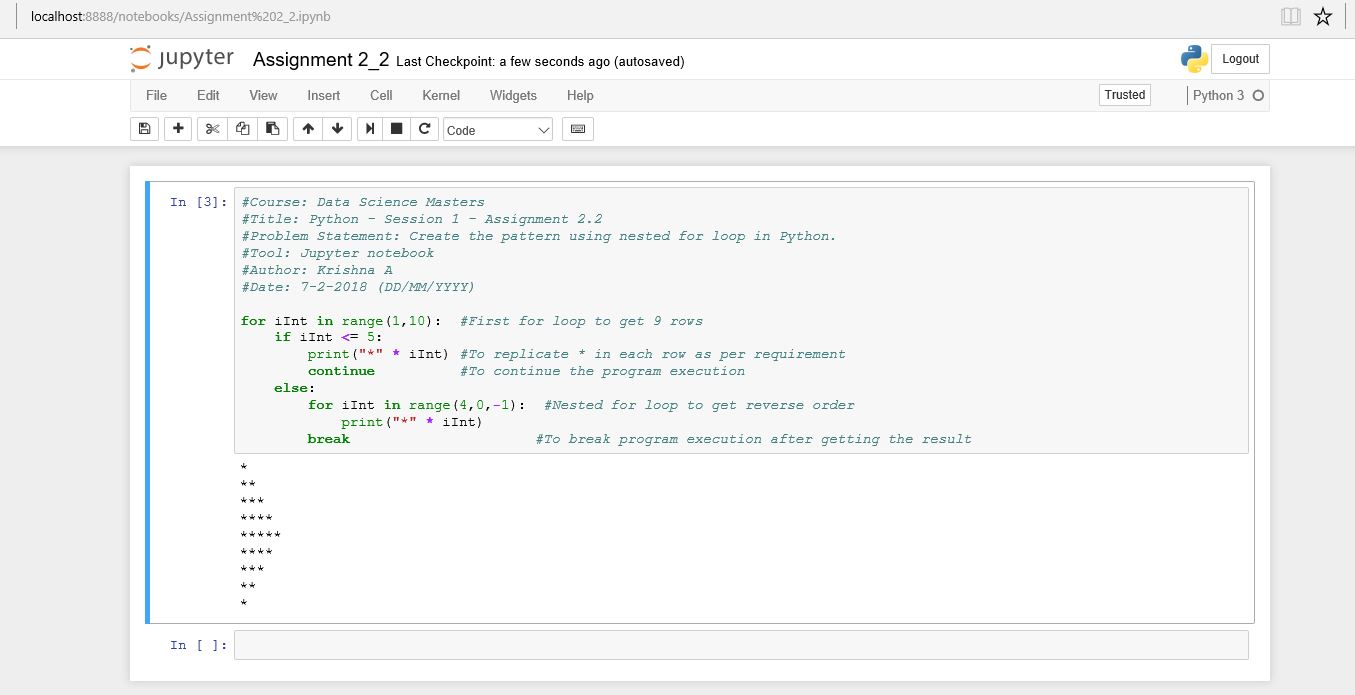 localhost:8888/notebooks/Assignment%202_2.ipynb
jupyter Assignment 2_2 Last Checkpoint: a few seconds ago (autosaved) Logout
File Edit View Insert Cell Kernel Widgets Help Trusted Python 3
Code
In [3]:
#Course: Data Science Masters
#Title: Python - Session 1 - Assignment 2.2
#Problem Statement: Create the pattern using nested for loop in Python.
#Tool: Jupyter notebook
#Author: Krishna A
#Date: 7-2-2018 (DD/MM/YYYY)
for iInt in range(1,10):  #First for loop to get 9 rows
    if iInt <= 5:
        print("*" * iInt) #To replicate * in each row as per requirement
        continue          #To continue the program execution
    else:
        for iInt in range(4,0,-1):  #Nested for loop to get reverse order
            print("*" * iInt)
        break                      #To break program execution after getting the result
*
**
***
****
*****
****
***
**
*
In [ ]: